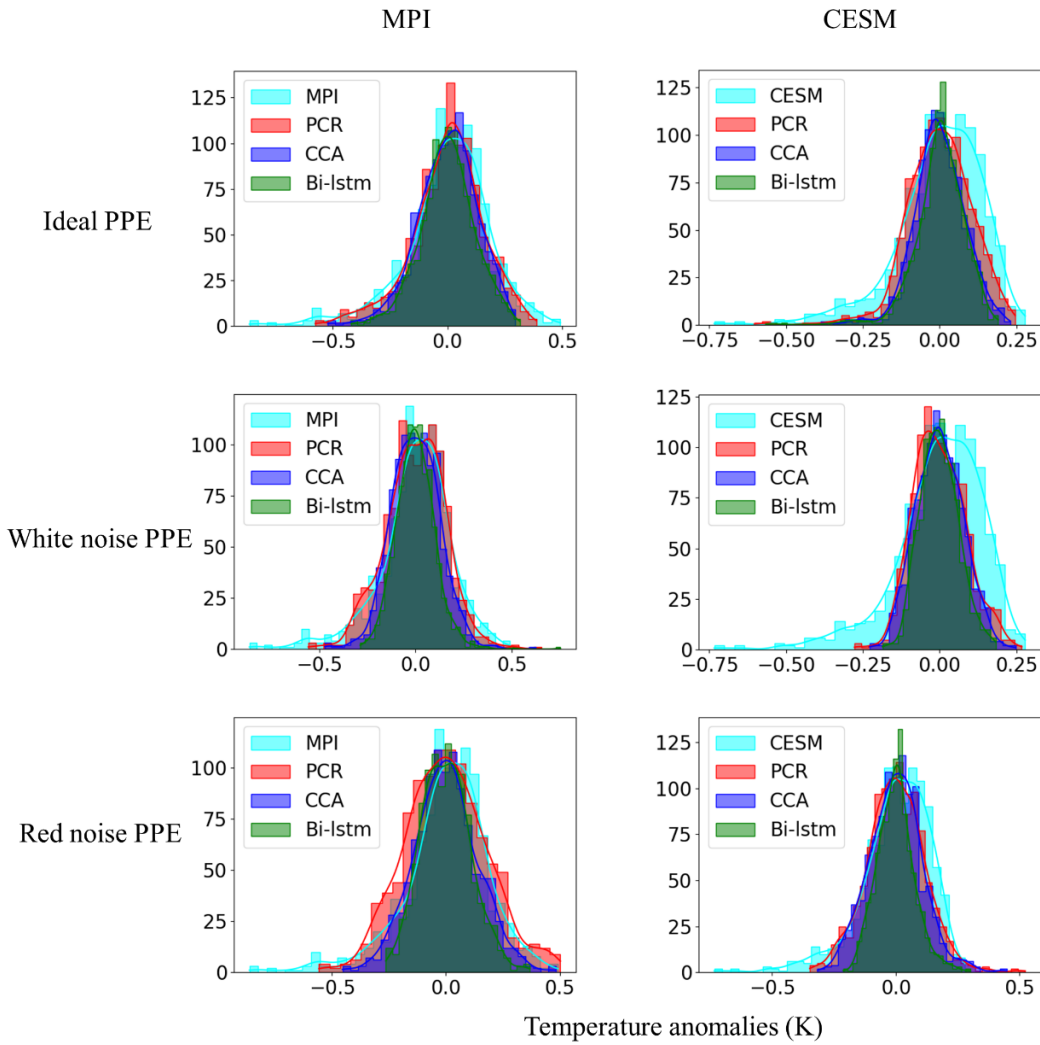 MPI CESM
Ideal PPE
125
100
75
50
25
0
MPI
PCR
CCA
Bi-lstm
−0.5 0.0 0.5
125
100
75
50
25
0
CESM
PCR
CCA
Bi-lstm
−0.75 −0.50 −0.25 0.00 0.25
White noise PPE
100
75
50
25
0
MPI
PCR
CCA
Bi-lstm
−0.5 0.0 0.5
125
100
75
50
25
0
CESM
PCR
CCA
Bi-lstm
−0.75 −0.50 −0.25 0.00 0.25
Red noise PPE
100
75
50
25
0
MPI
PCR
CCA
Bi-lstm
−0.5 0.0 0.5
125
100
75
50
25
0
CESM
PCR
CCA
Bi-lstm
−0.5 0.0 0.5
Temperature anomalies (K)